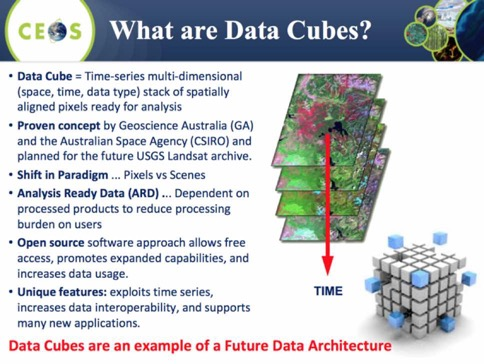 CEOS
What are Data Cubes?
• Data Cube = Time-series multi-dimensional
(space, time, data type) stack of spatially
aligned pixels ready for analysis
• Proven concept by Geoscience Australia (GA)
and the Australian Space Agency (CSIRO) and
planned for the future USGS Landsat archive.
• Shift in Paradigm ... Pixels vs Scenes
• Analysis Ready Data (ARD) ... Dependent on
processed products to reduce processing
burden on users
• Open source software approach allows free
access, promotes expanded capabilities, and
increases data usage.
• Unique features: exploits time series,
increases data interoperability, and supports
many new applications.
TIME
Data Cubes are an example of a Future Data Architecture